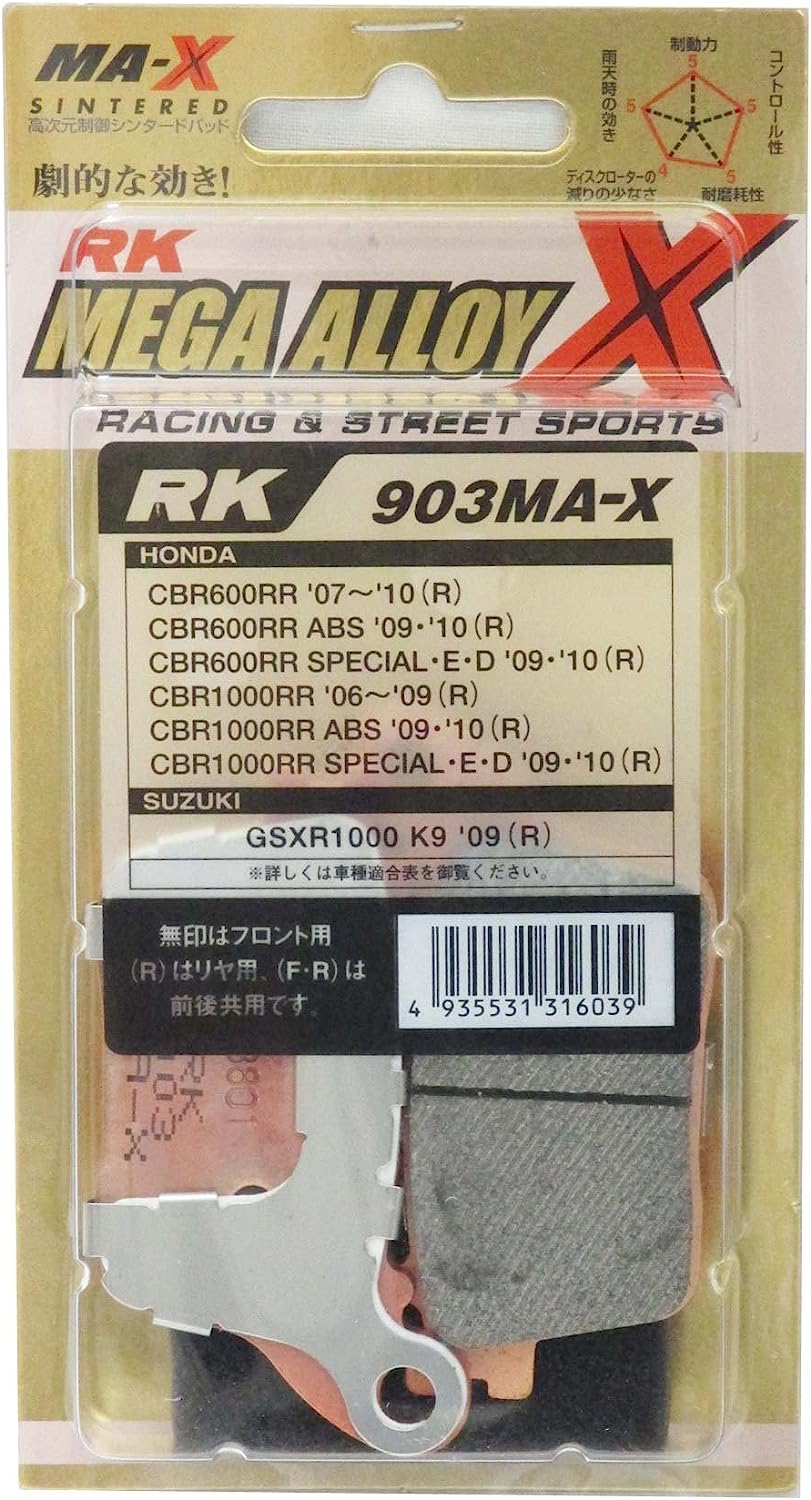 MA-X
SINTERED
高次元制御シンタードパッド
劇的な効き!
制動力
5
コントロール性
5
耐磨耗性
5
ディスクローターの
減りの少なさ
4
雨天時の効き
5
RK
MEGA ALLOY X
RACING & STREET SPORTS
RK 903MA-X
HONDA
CBR600RR '07～'10(R)
CBR600RR ABS '09・'10(R)
CBR600RR SPECIAL・E・D '09・'10(R)
CBR1000RR '06～'09(R)
CBR1000RR ABS '09・'10(R)
CBR1000RR SPECIAL・E・D '09・'10(R)
SUZUKI
GSXR1000 K9 '09(R)
※詳しくは車種適合表を御覧ください。
無印はフロント用
(R)はリヤ用、(F・R)は
前後共用です。
4 935531 316039
RK